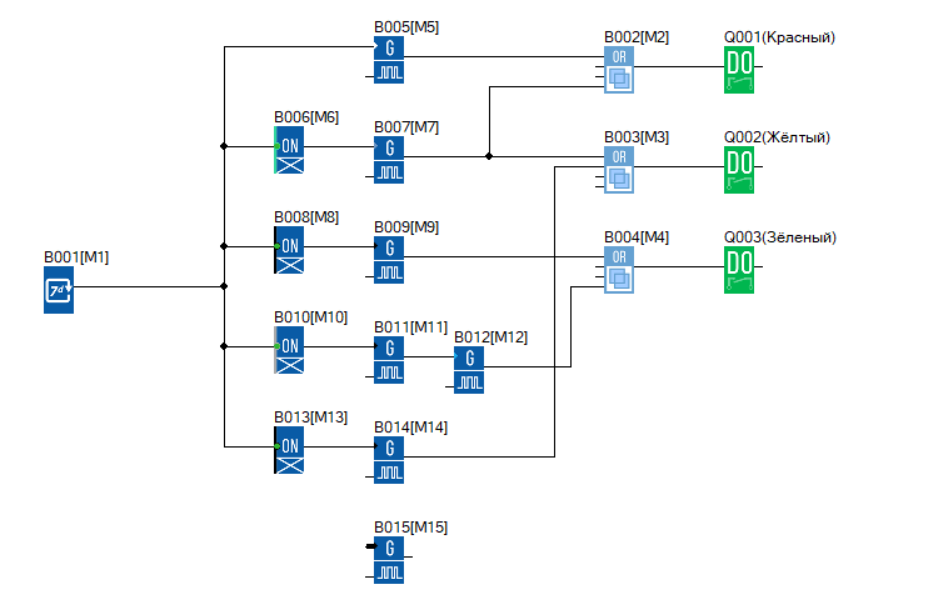 B005[M5]
G
B002[M2]
OR
Q001(Красный)
DO
B006[M6]
ON
B007[M7]
G
B003[M3]
OR
Q002(Жёлтый)
DO
B008[M8]
ON
B009[M9]
G
B004[M4]
OR
Q003(Зёленый)
DO
B001[M1]
7d
B010[M10]
ON
B011[M11]
G
B012[M12]
G
B013[M13]
ON
B014[M14]
G
B015[M15]
G